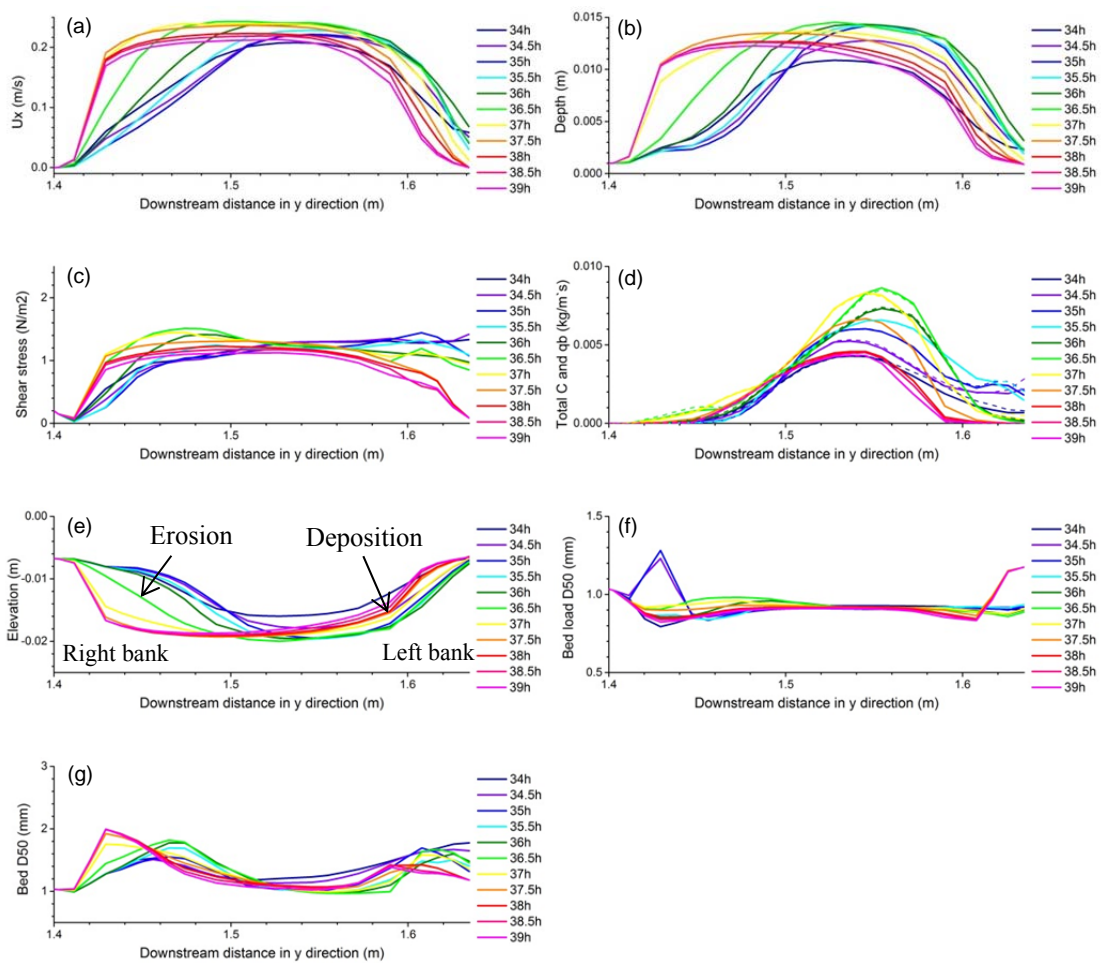 (a)
Ux (m/s)
0.2
0.1
0.0
1.4 1.5 1.6
Downstream distance in y direction (m)
34h
34.5h
35h
35.5h
36h
36.5h
37h
37.5h
38h
38.5h
39h
(b)
Depth (m)
0.015
0.010
0.005
0.000
1.4 1.5 1.6
Downstream distance in y direction (m)
34h
34.5h
35h
35.5h
36h
36.5h
37h
37.5h
38h
38.5h
39h
(c)
Shear stress (N/m2)
2
1
0
1.4 1.5 1.6
Downstream distance in y direction (m)
34h
34.5h
35h
35.5h
36h
36.5h
37h
37.5h
38h
38.5h
39h
(d)
Total C and qb (kg/m`s)
0.010
0.005
0.000
1.4 1.5 1.6
Downstream distance in y direction (m)
34h
34.5h
35h
35.5h
36h
36.5h
37h
37.5h
38h
38.5h
39h
(e)
Elevation (m)
0.00
-0.01
-0.02
Erosion
Deposition
Right bank
Left bank
1.4 1.5 1.6
Downstream distance in y direction (m)
34h
34.5h
35h
35.5h
36h
36.5h
37h
37.5h
38h
38.5h
39h
(f)
Bed load D50 (mm)
1.5
1.0
0.5
1.4 1.5 1.6
Downstream distance in y direction (m)
34h
34.5h
35h
35.5h
36h
36.5h
37h
37.5h
38h
38.5h
39h
(g)
Bed D50 (mm)
3
2
1
1.4 1.5 1.6
Downstream distance in y direction (m)
34h
34.5h
35h
35.5h
36h
36.5h
37h
37.5h
38h
38.5h
39h